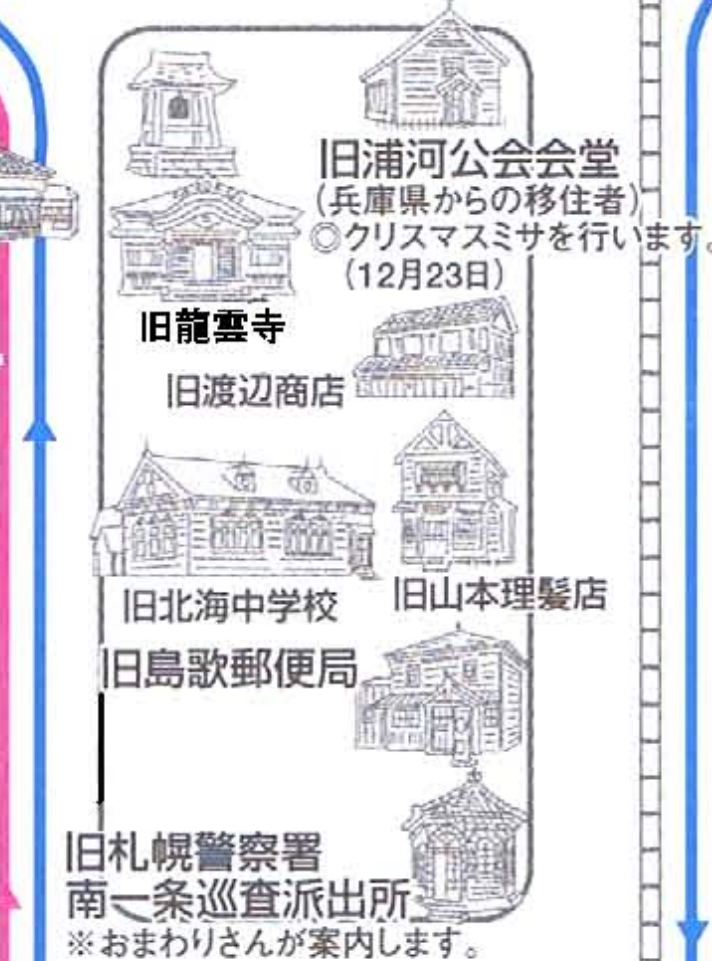 旧浦河公会会堂
(兵庫県からの移住者)
◎クリスマスミサを行います。
(12月23日)
旧龍雲寺
旧渡辺商店
旧北海中学校
旧山本理髪店
旧島歌郵便局
旧札幌警察署
南一条巡査派出所
※おまわりさんが案内します。